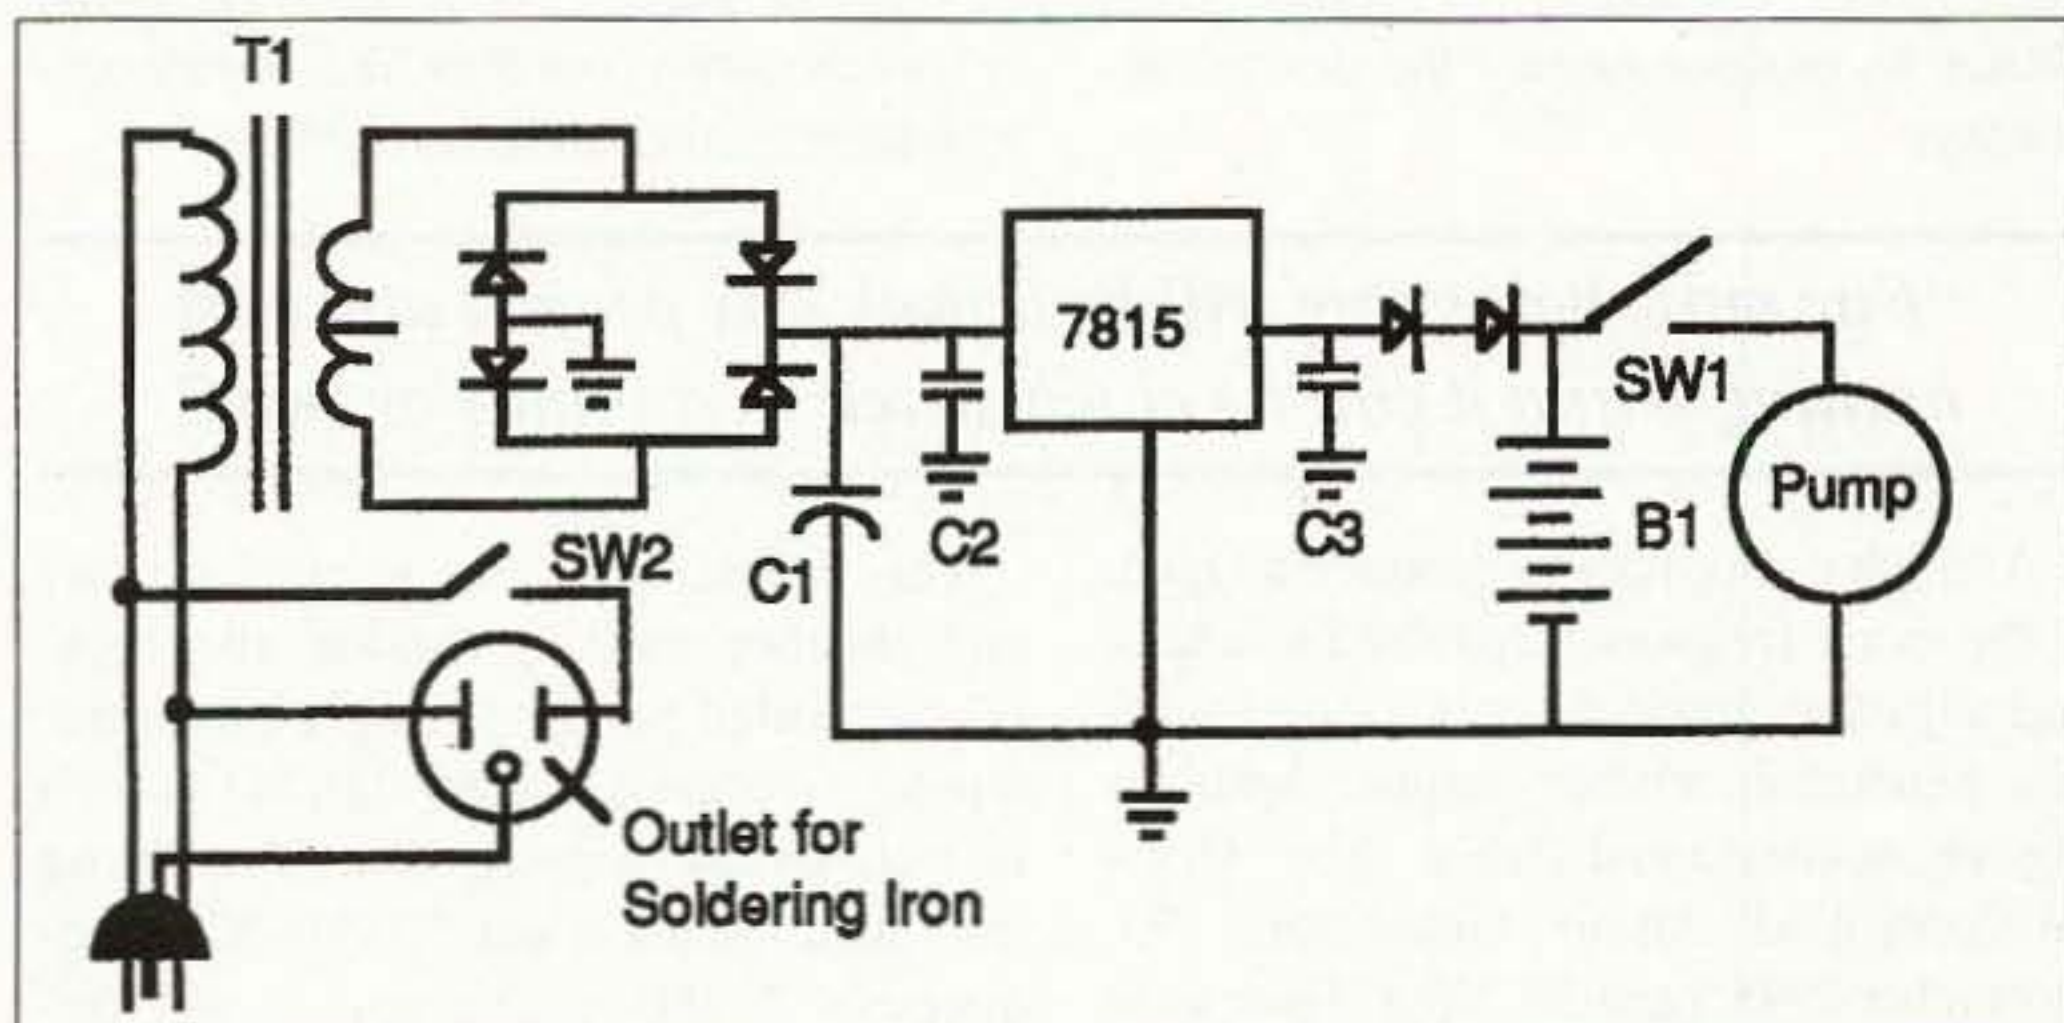 T1
7815
SW1
Pump
B1
C3
C2
C1
SW2
Outlet for
Soldering Iron